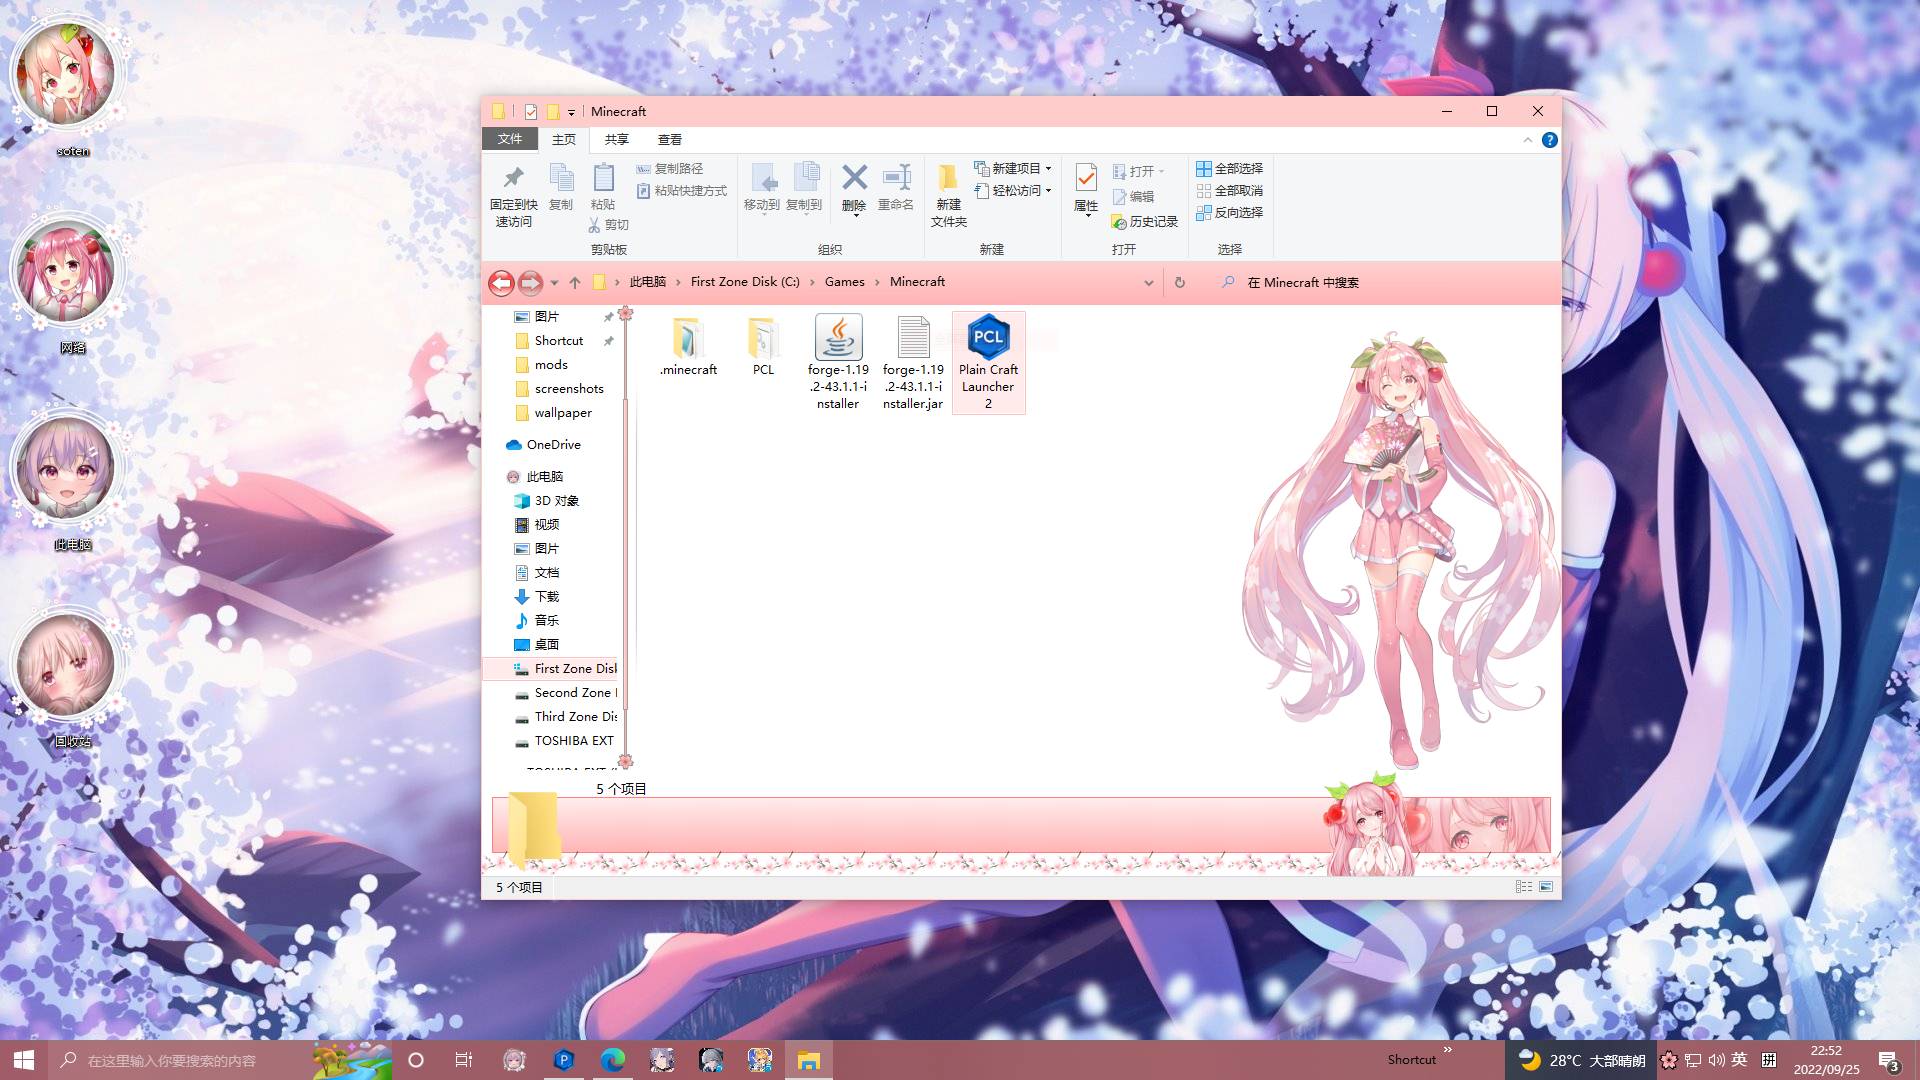 soten
网络
此电脑
回收站
Minecraft
文件
主页
共享
查看
固定到快
速访问
复制
粘贴
复制路径
粘贴快捷方式
剪切
剪贴板
移动到
复制到
删除
重命名
组织
新建
文件夹
新建项目
轻松访问
新建
属性
打开
编辑
历史记录
打开
全部选择
全部取消
反向选择
选择
此电脑 › First Zone Disk (C:) › Games › Minecraft
在 Minecraft 中搜索
图片
Shortcut
mods
screenshots
wallpaper
OneDrive
此电脑
3D 对象
视频
图片
文档
下载
音乐
桌面
First Zone Disk
Second Zone
Third Zone Dis
TOSHIBA EXT
.minecraft
PCL
forge-1.19
.2-43.1.1-i
nstaller
forge-1.19
.2-43.1.1-i
nstaller.jar
PCL
Plain Craft
Launcher
2
5 个项目
5 个项目
在这里输入你要搜索的内容
P
Shortcut
28°C 大部晴朗
英
拼
22:52
2022/09/25
3